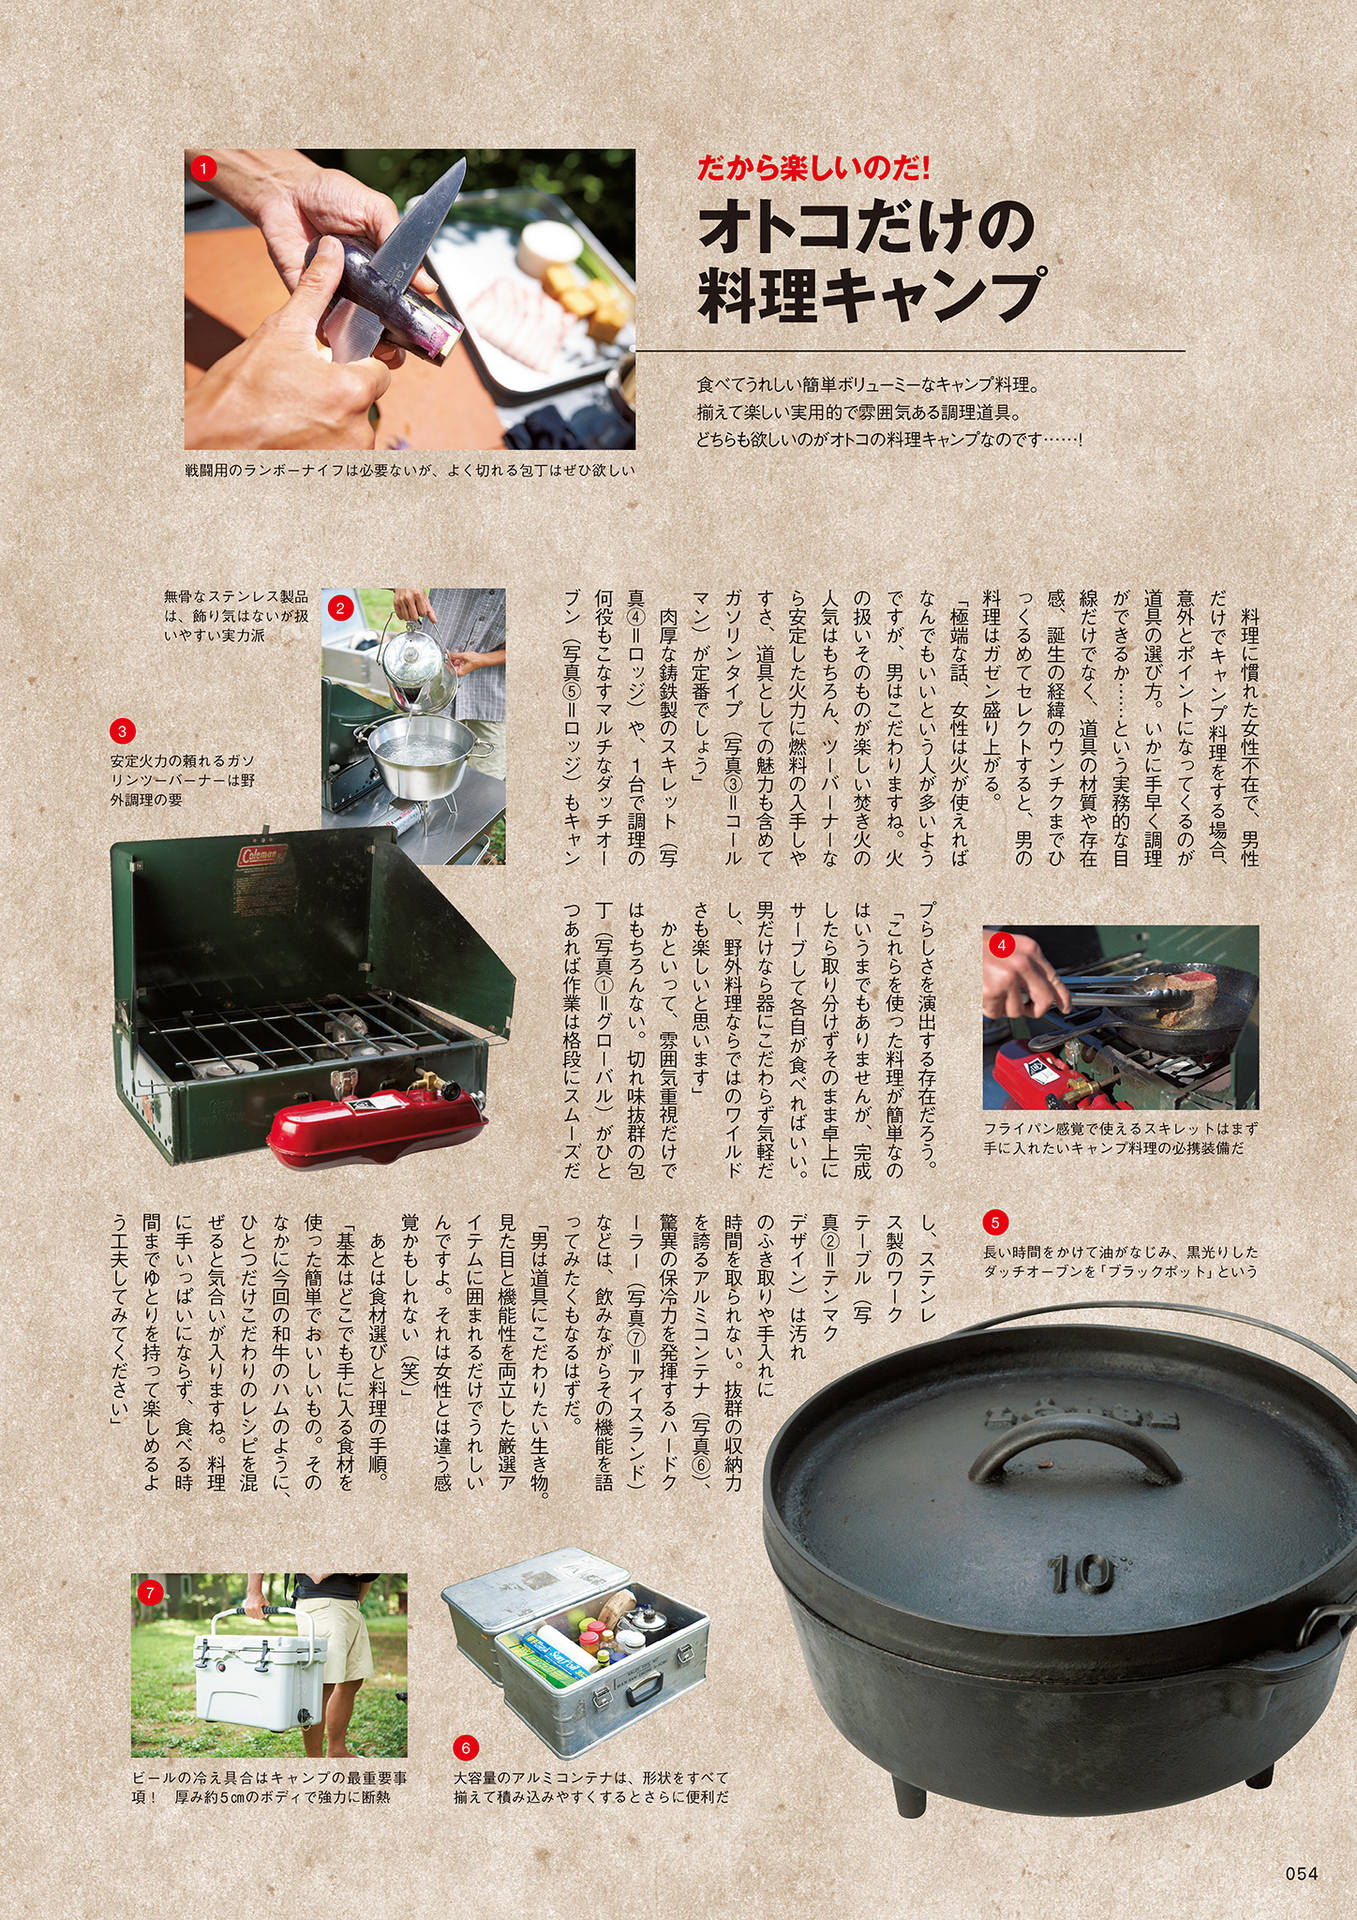 だから楽しいのだ!
オトコだけの
料理キャンプ
食べてうれしい簡単ボリューミーなキャンプ料理。
揃えて楽しい実用的で雰囲気ある調理道具。
どちらも欲しいのがオトコの料理キャンプなのです……!
1
戦闘用のランボーナイフは必要ないが、よく切れる包丁はぜひ欲しい
2
無骨なステンレス製品
は、飾り気はないが扱
いやすい実力派
3
安定火力の頼れるガソ
リンツーバーナーは野
外調理の要
Coleman
料理に慣れた女性不在で、男性
だけでキャンプ料理をする場合、
意外とポイントになってくるのが
道具の選び方。いかに手早く調理
ができるか……という実務的な目
線だけでなく、道具の材質や存在
感、誕生の経緯のウンチクまでひ
っくるめてセレクトすると、男の
料理はガゼン盛り上がる。
「極端な話、女性は火が使えれば
なんでもいいという人が多いよう
ですが、男はこだわりますね。火
の扱いそのものが楽しい焚き火の
人気はもちろん、ツーバーナーな
ら安定した火力に燃料の入手しや
すさ、道具としての魅力も含めて
ガソリンタイプ（写真③＝コール
マン）が定番でしょう」
肉厚な鋳鉄製のスキレット（写
真④＝ロッジ）や、1台で調理の
何役もこなすマルチなダッチオー
ブン（写真⑤＝ロッジ）もキャン
プらしさを演出する存在だろう。
「これらを使った料理が簡単なの
はいうまでもありませんが、完成
したら取り分けずそのまま卓上に
サーブして各自が食べればいい。
男だけなら器にこだわらず気軽だ
し、野外料理ならではのワイルド
さも楽しいと思います」
かといって、雰囲気重視だけで
はもちろんない。切れ味抜群の包
丁（写真①＝グローバル）がひと
つあれば作業は格段にスムーズだ
し、ステンレ
ス製のワーク
テーブル（写
真②＝テンマク
デザイン）は汚れ
のふき取りや手入れに
時間を取られない。抜群の収納力
を誇るアルミコンテナ（写真⑥）、
驚異の保冷力を発揮するハードク
ーラー（写真⑦＝アイスランド）
などは、飲みながらその機能を語
ってみたくもなるはずだ。
「男は道具にこだわりたい生き物。
見た目と機能性を両立した厳選ア
イテムに囲まれるだけでうれしい
んですよ。それは女性とは違う感
覚かもしれない（笑）」
あとは食材選びと料理の手順。
「基本はどこでも手に入る食材を
使った簡単でおいしいもの。その
なかに今回の和牛のハムのように、
ひとつだけこだわりのレシピを混
ぜると気合いが入りますね。料理
に手いっぱいにならず、食べる時
間までゆとりを持って楽しめるよ
う工夫してみてください」
4
フライパン感覚で使えるスキレットはまず
手に入れたいキャンプ料理の必携装備だ
5
長い時間をかけて油がなじみ、黒光りした
ダッチオーブンを「ブラックポット」という
LODGE
10
6
大容量のアルミコンテナは、形状をすべて
揃えて積み込みやすくするとさらに便利だ
7
ビールの冷え具合はキャンプの最重要事
項！ 厚み約5㎝のボディで強力に断熱
054